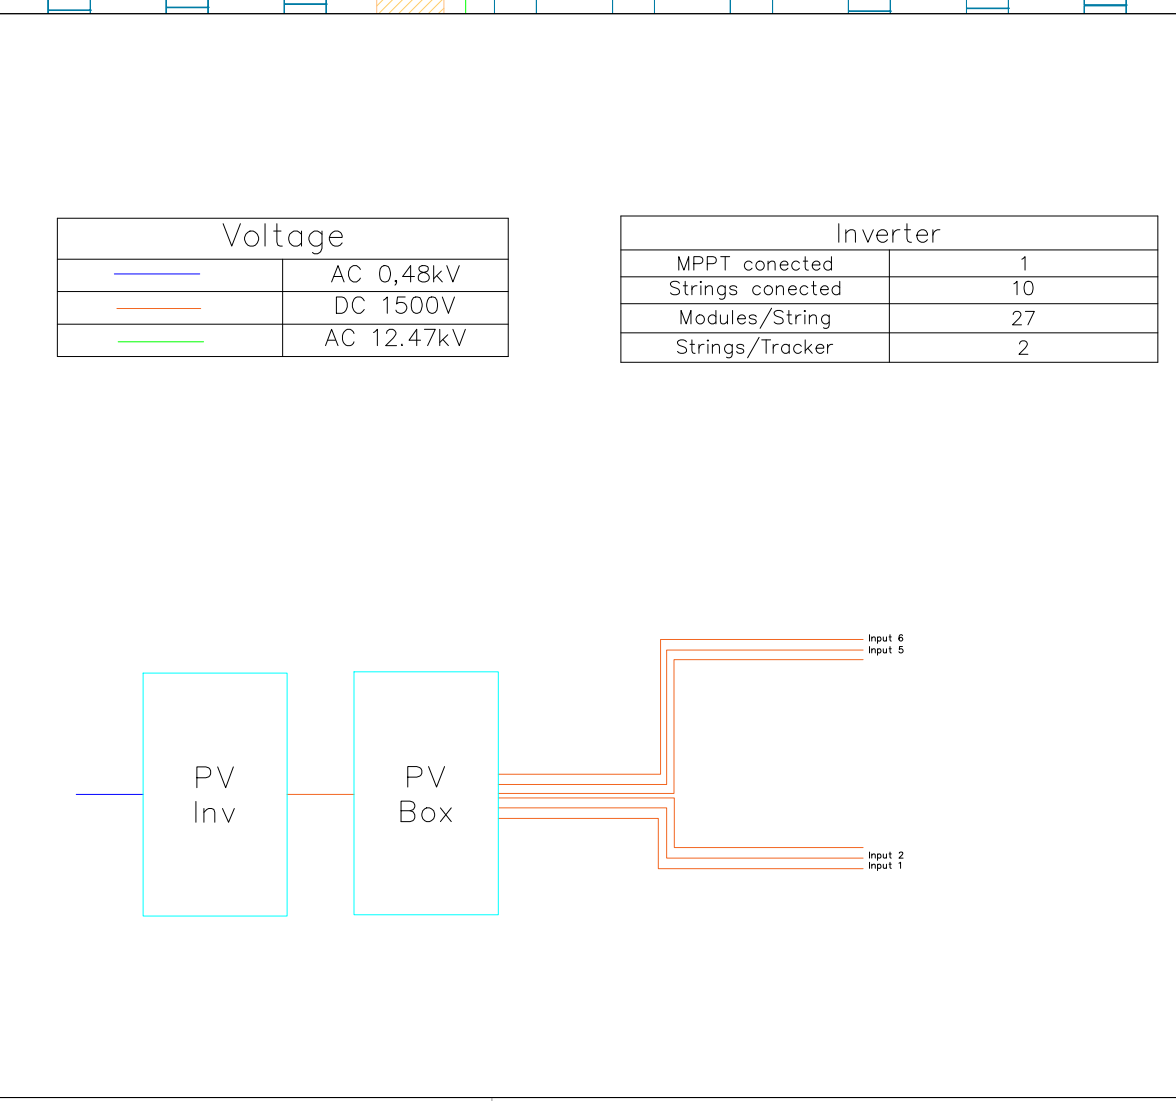 Voltage
AC 0,48kV
DC 1500V
AC 12.47kV
Inverter
MPPT conected 1
Strings conected 10
Modules/String 27
Strings/Tracker 2
Input 6
Input 5
PV
Inv
PV
Box
Input 2
Input 1